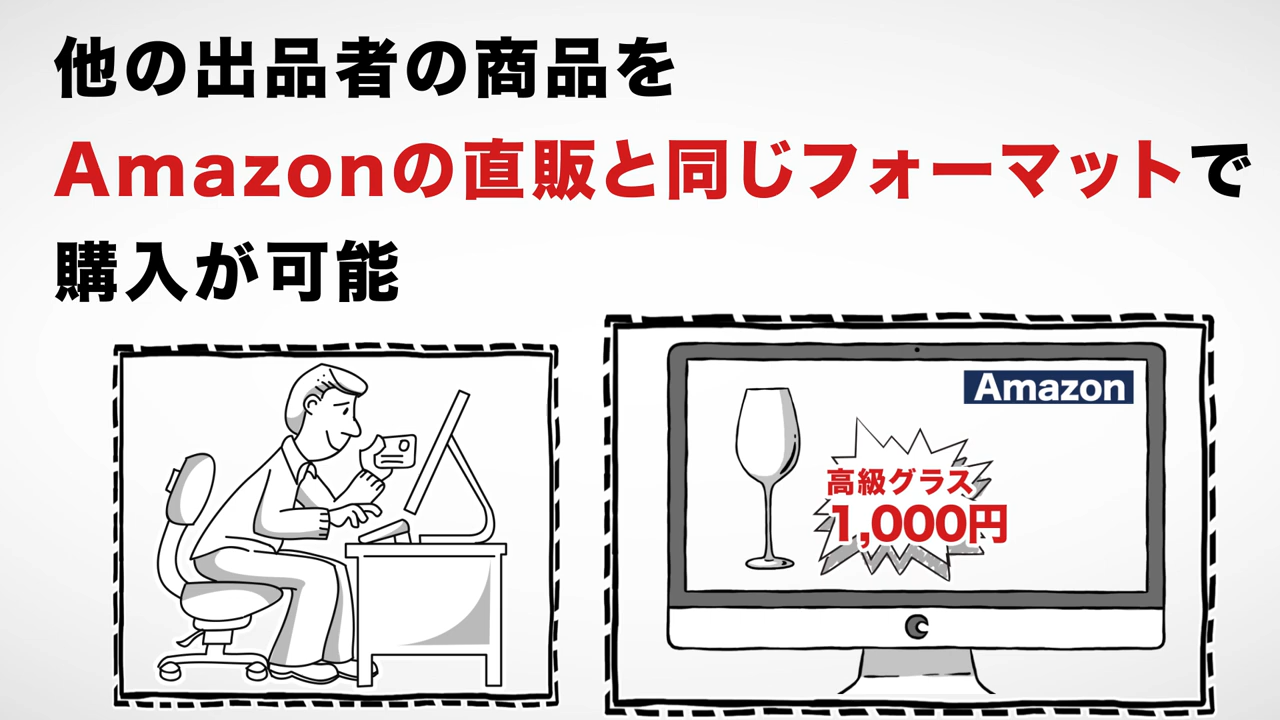 他の出品者の商品を
Amazonの直販と同じフォーマットで
購入が可能
Amazon
高級グラス
1,000円